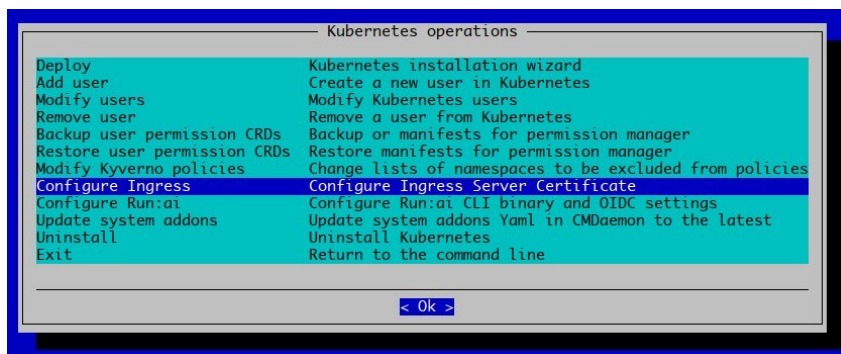 Kubernetes operations
Deploy Kubernetes installation wizard
Add user Create a new user in Kubernetes
Modify users Modify Kubernetes users
Remove user Remove a user from Kubernetes
Backup user permission CRDs Backup or manifests for permission manager
Restore user permission CRDs Restore manifests for permission manager
Modify Kyverno policies Change lists of namespaces to be excluded from policies
Configure Ingress Configure Ingress Server Certificate
Configure Run:ai Configure Run:ai CLI binary and OIDC settings
Update system addons Update system addons Yaml in CMDaemon to the latest
Uninstall Uninstall Kubernetes
Exit Return to the command line
< Ok >